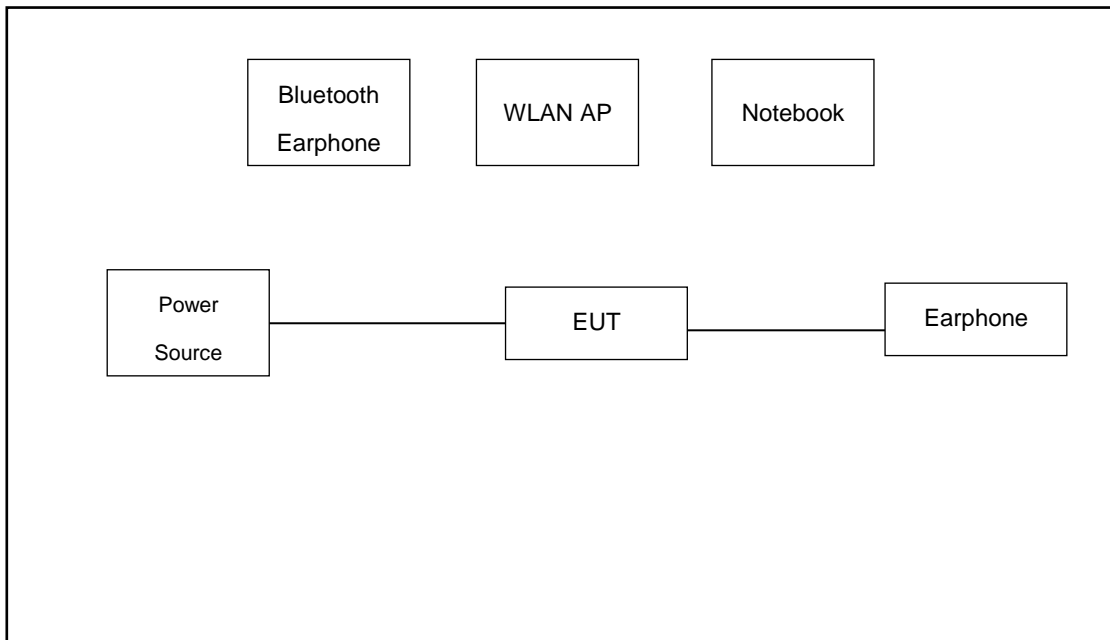 Bluetooth
Earphone
WLAN AP
Notebook
Power
Source
EUT
Earphone